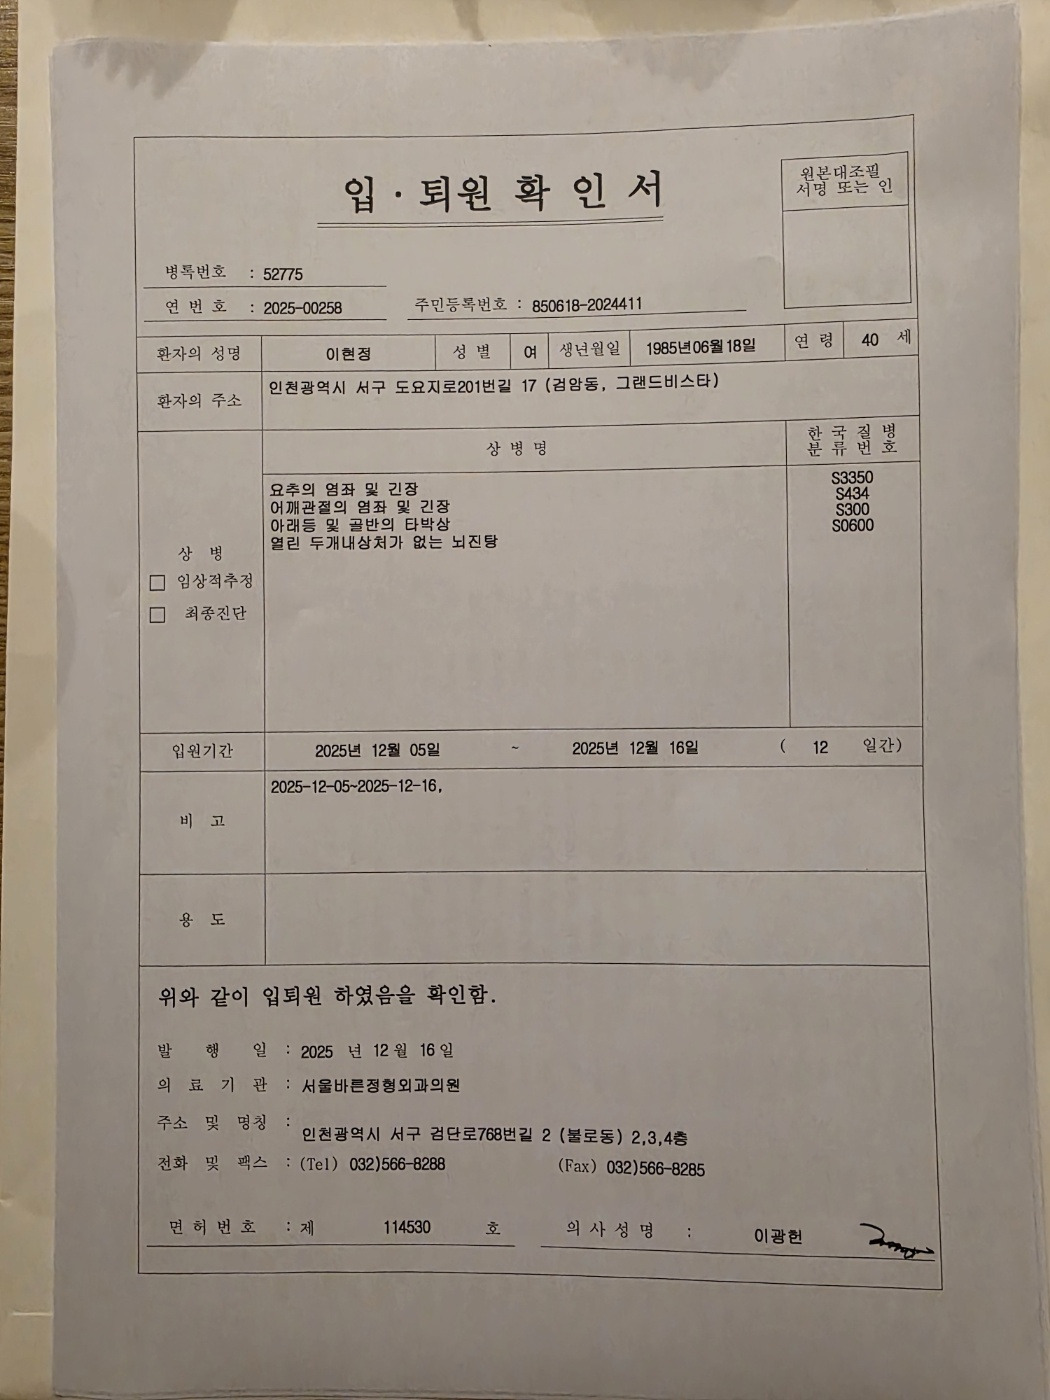 입 · 퇴원 확 인 서
원본대조필
서명 또는 인
병록번호 : 52775
연 번 호 : 2025-00258 주민등록번호 : 850618-2024411
환자의 성명 이현정 성 별 여 생년월일 1985년06월18일 연 령 40 세
환자의 주소 인천광역시 서구 도요지로201번길 17 (검암동, 그랜드비스타)
상 병 명 한 국 질 병
분 류 번 호
요추의 염좌 및 긴장 S3350
어깨관절의 염좌 및 긴장 S434
아래등 및 골반의 타박상 S300
열린 두개내상처가 없는 뇌진탕 S0600
상 병
□ 임상적추정
□ 최종진단
입원기간 2025년 12월 05일 ~ 2025년 12월 16일 ( 12 일간)
비 고 2025-12-05~2025-12-16,
용 도
위와 같이 입퇴원 하였음을 확인함.
발 행 일 : 2025 년 12 월 16 일
의 료 기 관 : 서울바른정형외과의원
주소 및 명칭 : 인천광역시 서구 검단로768번길 2 (불로동) 2,3,4층
전화 및 팩스 : (Tel) 032)566-8288 (Fax) 032)566-8285
면 허 번 호 : 제 114530 호 의 사 성 명 : 이광헌